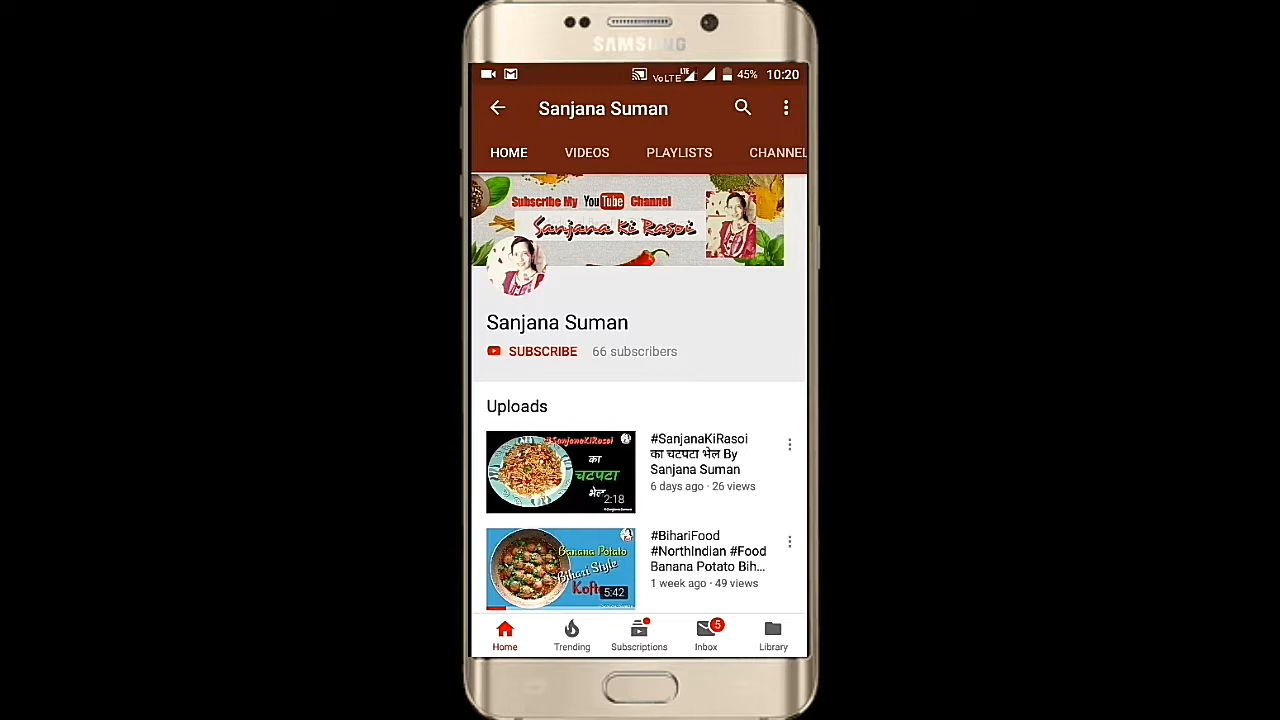 SAMSUNG
VoLTE LTE 45% 10:20
Sanjana Suman
HOME VIDEOS PLAYLISTS CHANNEL
Subscribe My YouTube Channel
Sanjana Ki Rasoi
Sanjana Suman
SUBSCRIBE 66 subscribers
Uploads
#SanjanaKiRasoi
का
चटपटा
भेल
2:18
#SanjanaKiRasoi
का चटपटा भेल By
Sanjana Suman
6 days ago · 26 views
Banana Potato
Bihari Style
Kofte
5:42
#BihariFood
#NorthIndian #Food
Banana Potato Bih...
1 week ago · 49 views
5
Home Trending Subscriptions Inbox Library